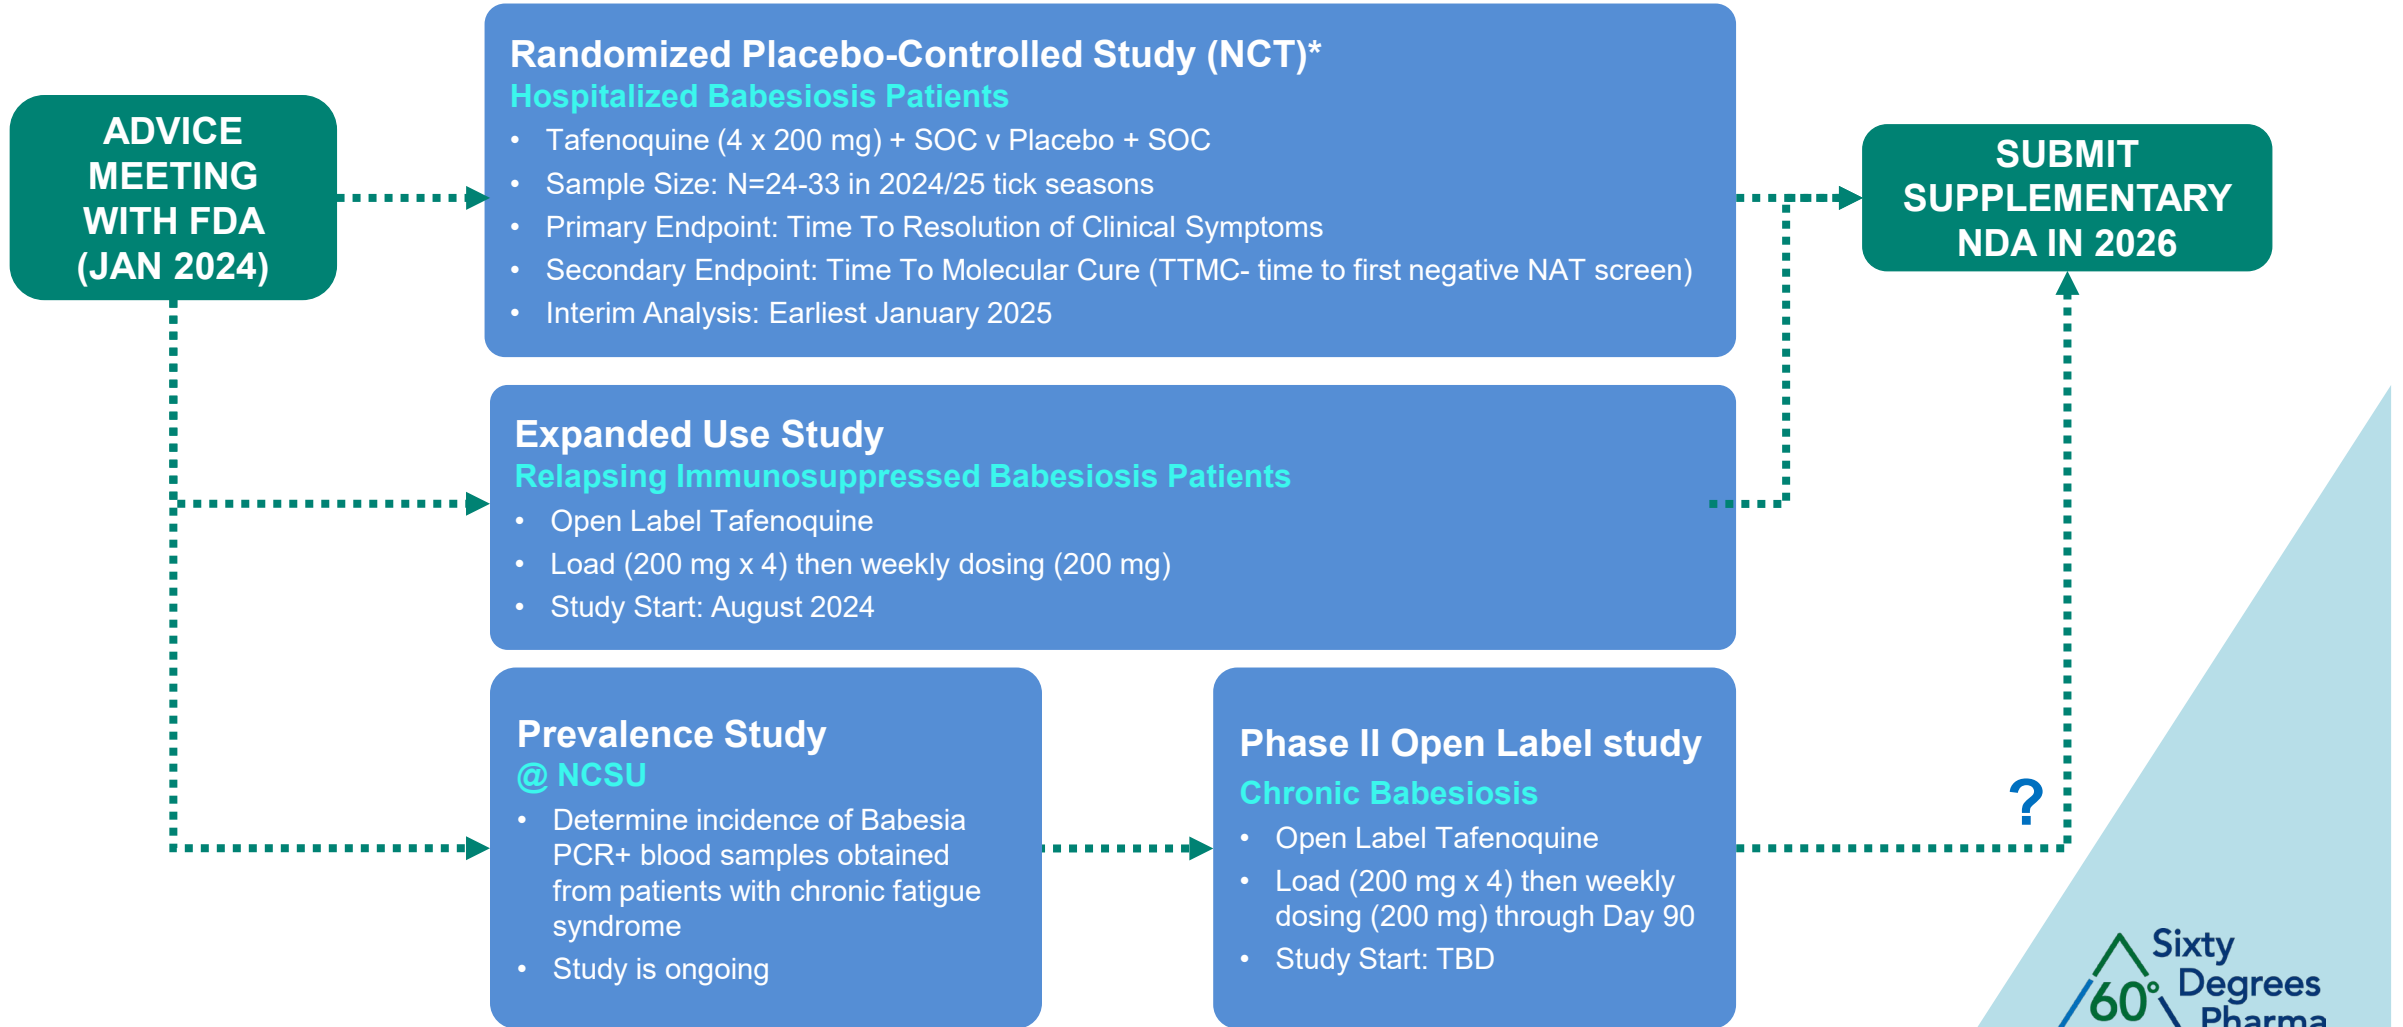 ADVICE
MEETING
WITH FDA
(JAN 2024)
Randomized Placebo-Controlled Study (NCT)*
Hospitalized Babesiosis Patients
• Tafenoquine (4 x 200 mg) + SOC v Placebo + SOC
• Sample Size: N=24-33 in 2024/25 tick seasons
• Primary Endpoint: Time To Resolution of Clinical Symptoms
• Secondary Endpoint: Time To Molecular Cure (TTMC- time to first negative NAT screen)
• Interim Analysis: Earliest January 2025
SUBMIT
SUPPLEMENTARY
NDA IN 2026
Expanded Use Study
Relapsing Immunosuppressed Babesiosis Patients
• Open Label Tafenoquine
• Load (200 mg x 4) then weekly dosing (200 mg)
• Study Start: August 2024
Prevalence Study
@ NCSU
• Determine incidence of Babesia
PCR+ blood samples obtained
from patients with chronic fatigue
syndrome
• Study is ongoing
Phase II Open Label study
Chronic Babesiosis
• Open Label Tafenoquine
• Load (200 mg x 4) then weekly
dosing (200 mg) through Day 90
• Study Start: TBD
?
Sixty
Degrees
Pharma
60°